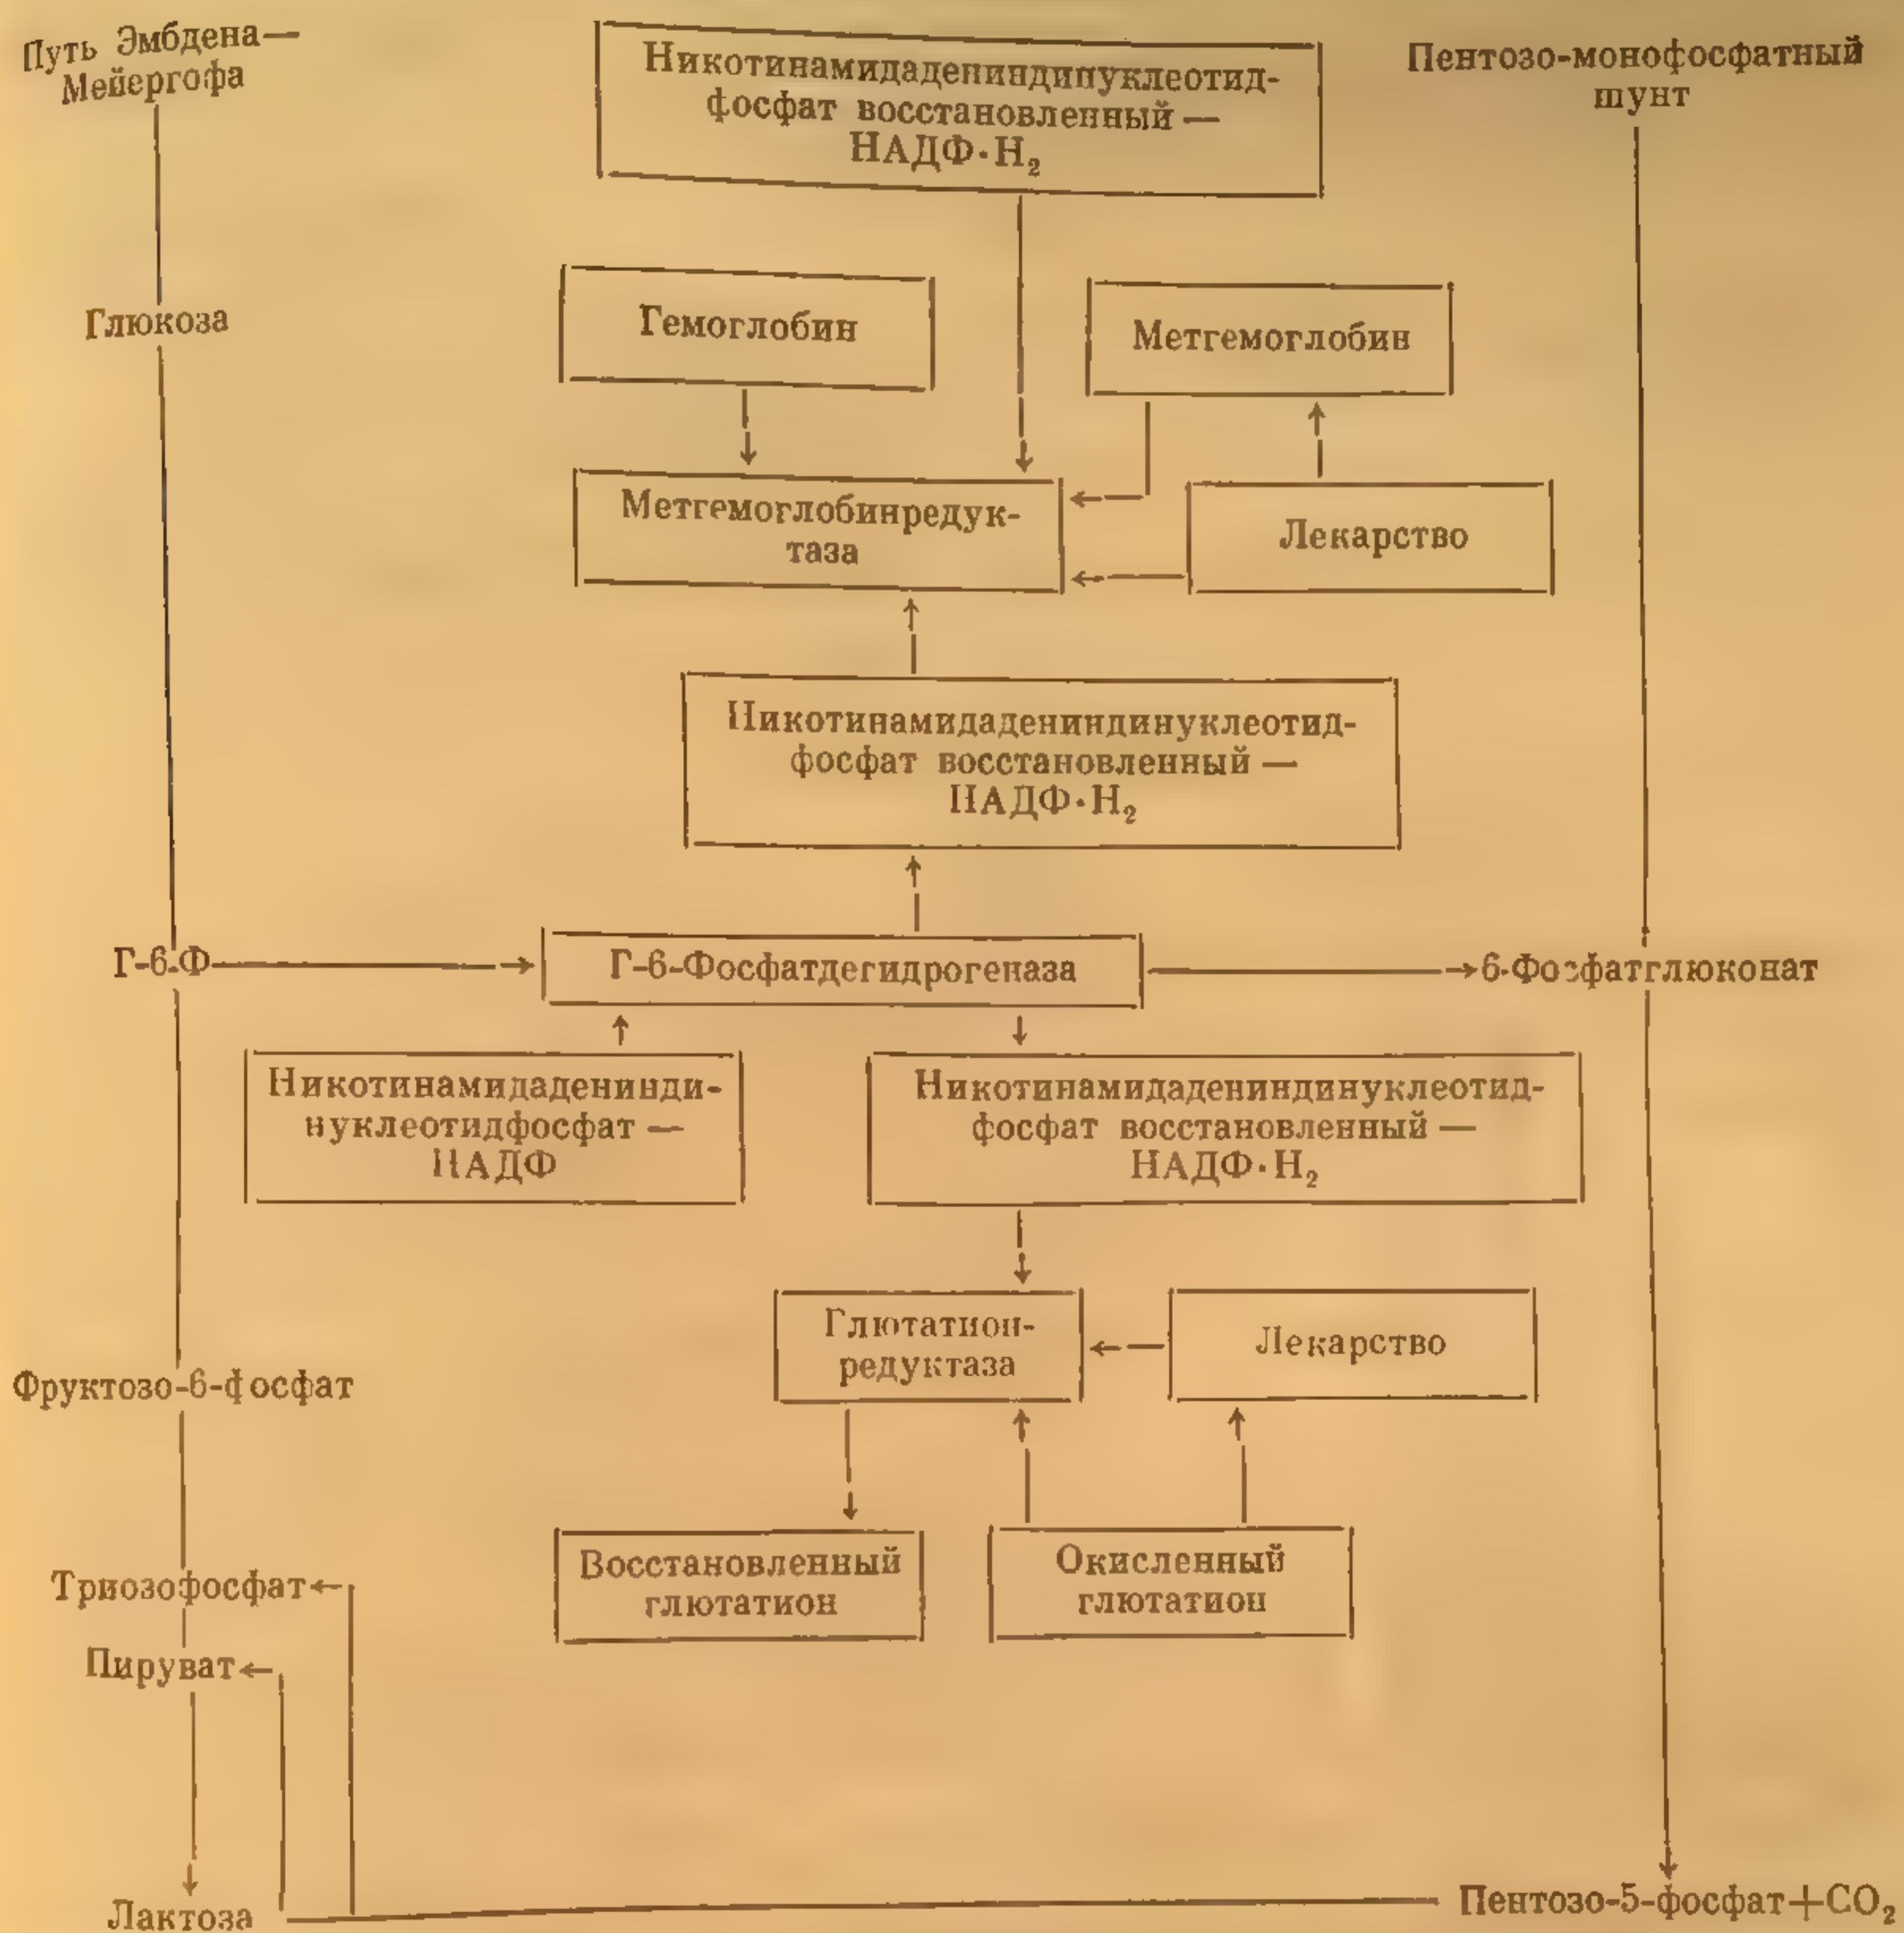 Путь Эмбдена—
Мейергофа
Никотинамидадениндинуклеотид-
фосфат восстановленный —
НАДФ·Н₂
Пентозо-монофосфатный
шунт
Глюкоза
Гемоглобин
Метгемоглобин
Метгемоглобинредук-
таза
Лекарство
Никотинамидадениндинуклеотид-
фосфат восстановленный —
НАДФ·Н₂
Г-6-Ф
Г-6-Фосфатдегидрогеназа
6-Фосфатглюконат
Никотинамидаденинди-
нуклеотидфосфат —
НАДФ
Никотинамидадениндинуклеотид-
фосфат восстановленный —
НАДФ·Н₂
Глютатион-
редуктаза
Лекарство
Фруктозо-6-фосфат
Восстановленный
глютатион
Окисленный
глютатион
Триозофосфат
Пируват
Лактоза
Пентозо-5-фосфат+CO₂